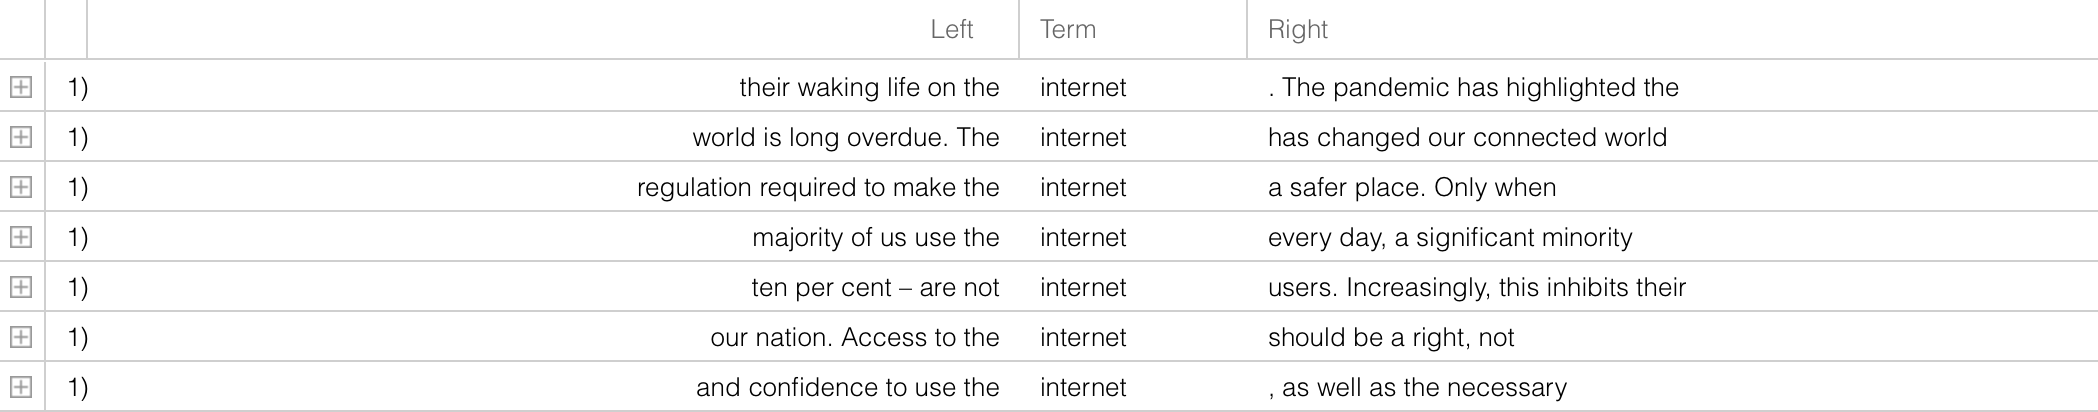 Left Term Right
1) their waking life on the internet . The pandemic has highlighted the
1) world is long overdue. The internet has changed our connected world
1) regulation required to make the internet a safer place. Only when
1) majority of us use the internet every day, a significant minority
1) ten per cent – are not internet users. Increasingly, this inhibits their
1) our nation. Access to the internet should be a right, not
1) and confidence to use the internet , as well as the necessary